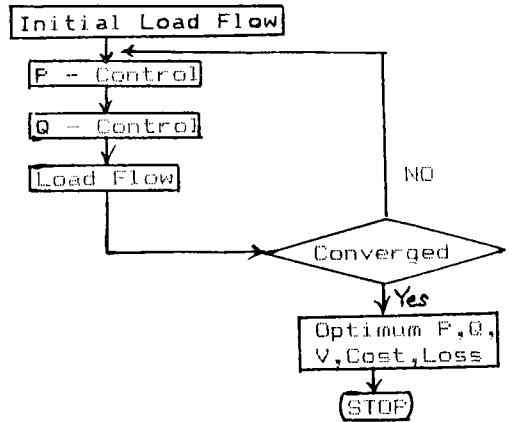 Initial Load Flow
P - Control
Q - Control
Load Flow
NO
Converged
Yes
Optimum P,Q,
V,Cost,Loss
STOP